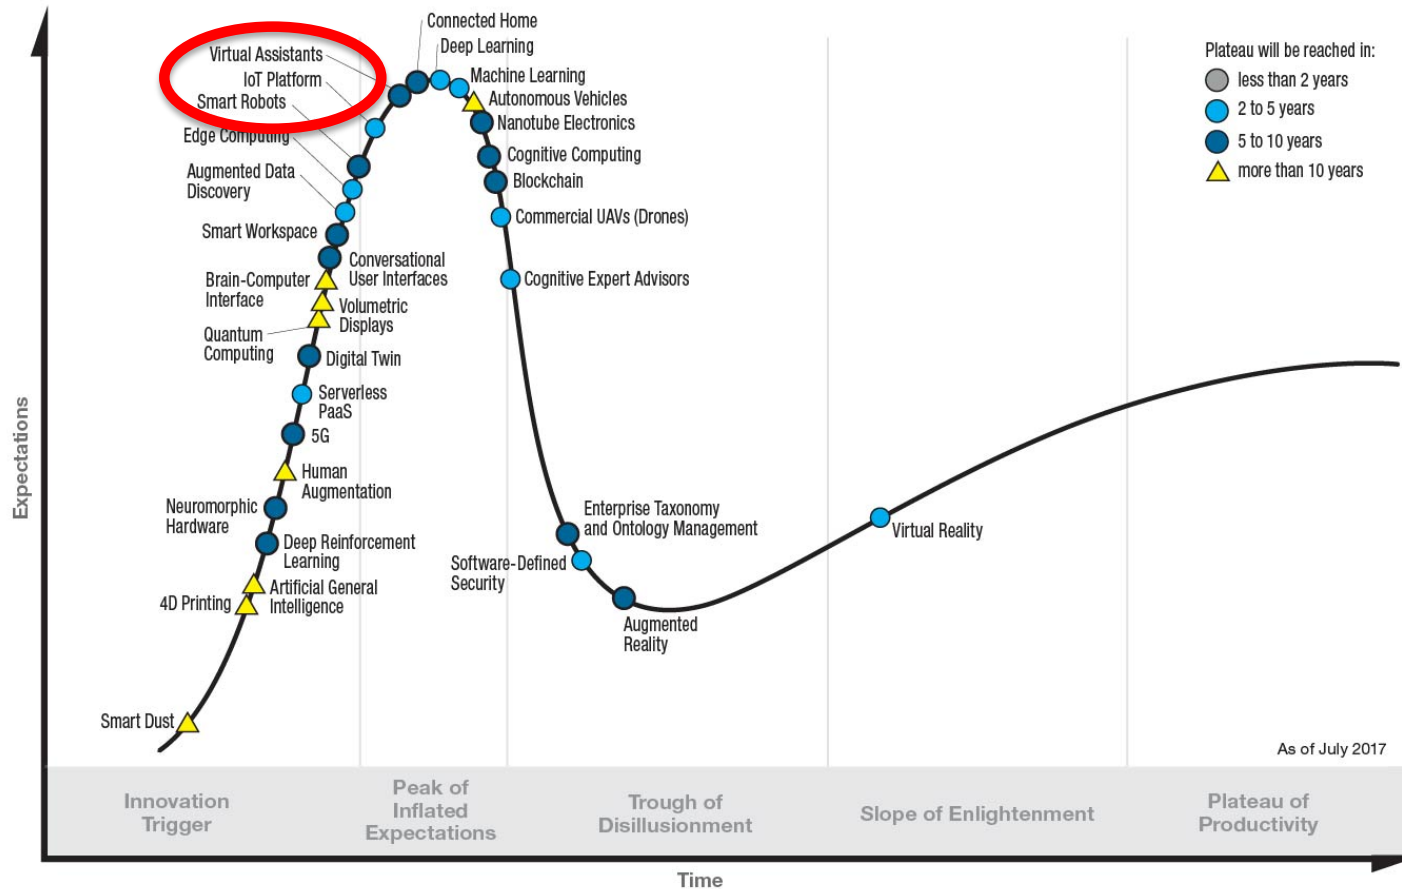 Connected Home
Deep Learning
Virtual Assistants
IoT Platform
Smart Robots
Edge Computing
Augmented Data
Discovery
Smart Workspace
Conversational
User Interfaces
Brain-Computer
Interface
Volumetric
Displays
Quantum
Computing
Digital Twin
Serverless
PaaS
5G
Human
Augmentation
Neuromorphic
Hardware
Deep Reinforcement
Learning
Artificial General
Intelligence
4D Printing
Smart Dust
Machine Learning
Autonomous Vehicles
Nanotube Electronics
Cognitive Computing
Blockchain
Commercial UAVs (Drones)
Cognitive Expert Advisors
Enterprise Taxonomy
and Ontology Management
Software-Defined
Security
Augmented
Reality
Virtual Reality
Plateau will be reached in:
less than 2 years
2 to 5 years
5 to 10 years
more than 10 years
As of July 2017
Expectations
Innovation
Trigger
Peak of
Inflated
Expectations
Trough of
Disillusionment
Slope of Enlightenment
Plateau of
Productivity
Time